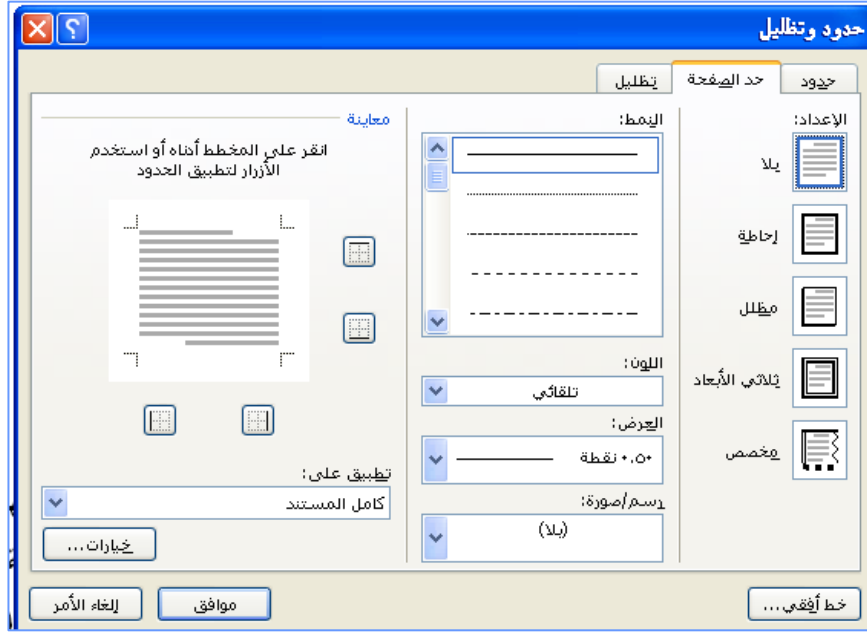 حدود وتظليل
حدود
حد الصفحة
تظليل
الإعداد:
بلا
إحاطة
مظلل
ثلاثي الأبعاد
مخصص
النمط:
اللون:
تلقائي
العرض:
٠,٥٠ نقطة
رسم/صورة:
(بلا)
معاينة
انقر على المخطط أدناه أو استخدم
الأزرار لتطبيق الحدود
تطبيق على:
كامل المستند
خيارات...
خط أفقي...
موافق
إلغاء الأمر